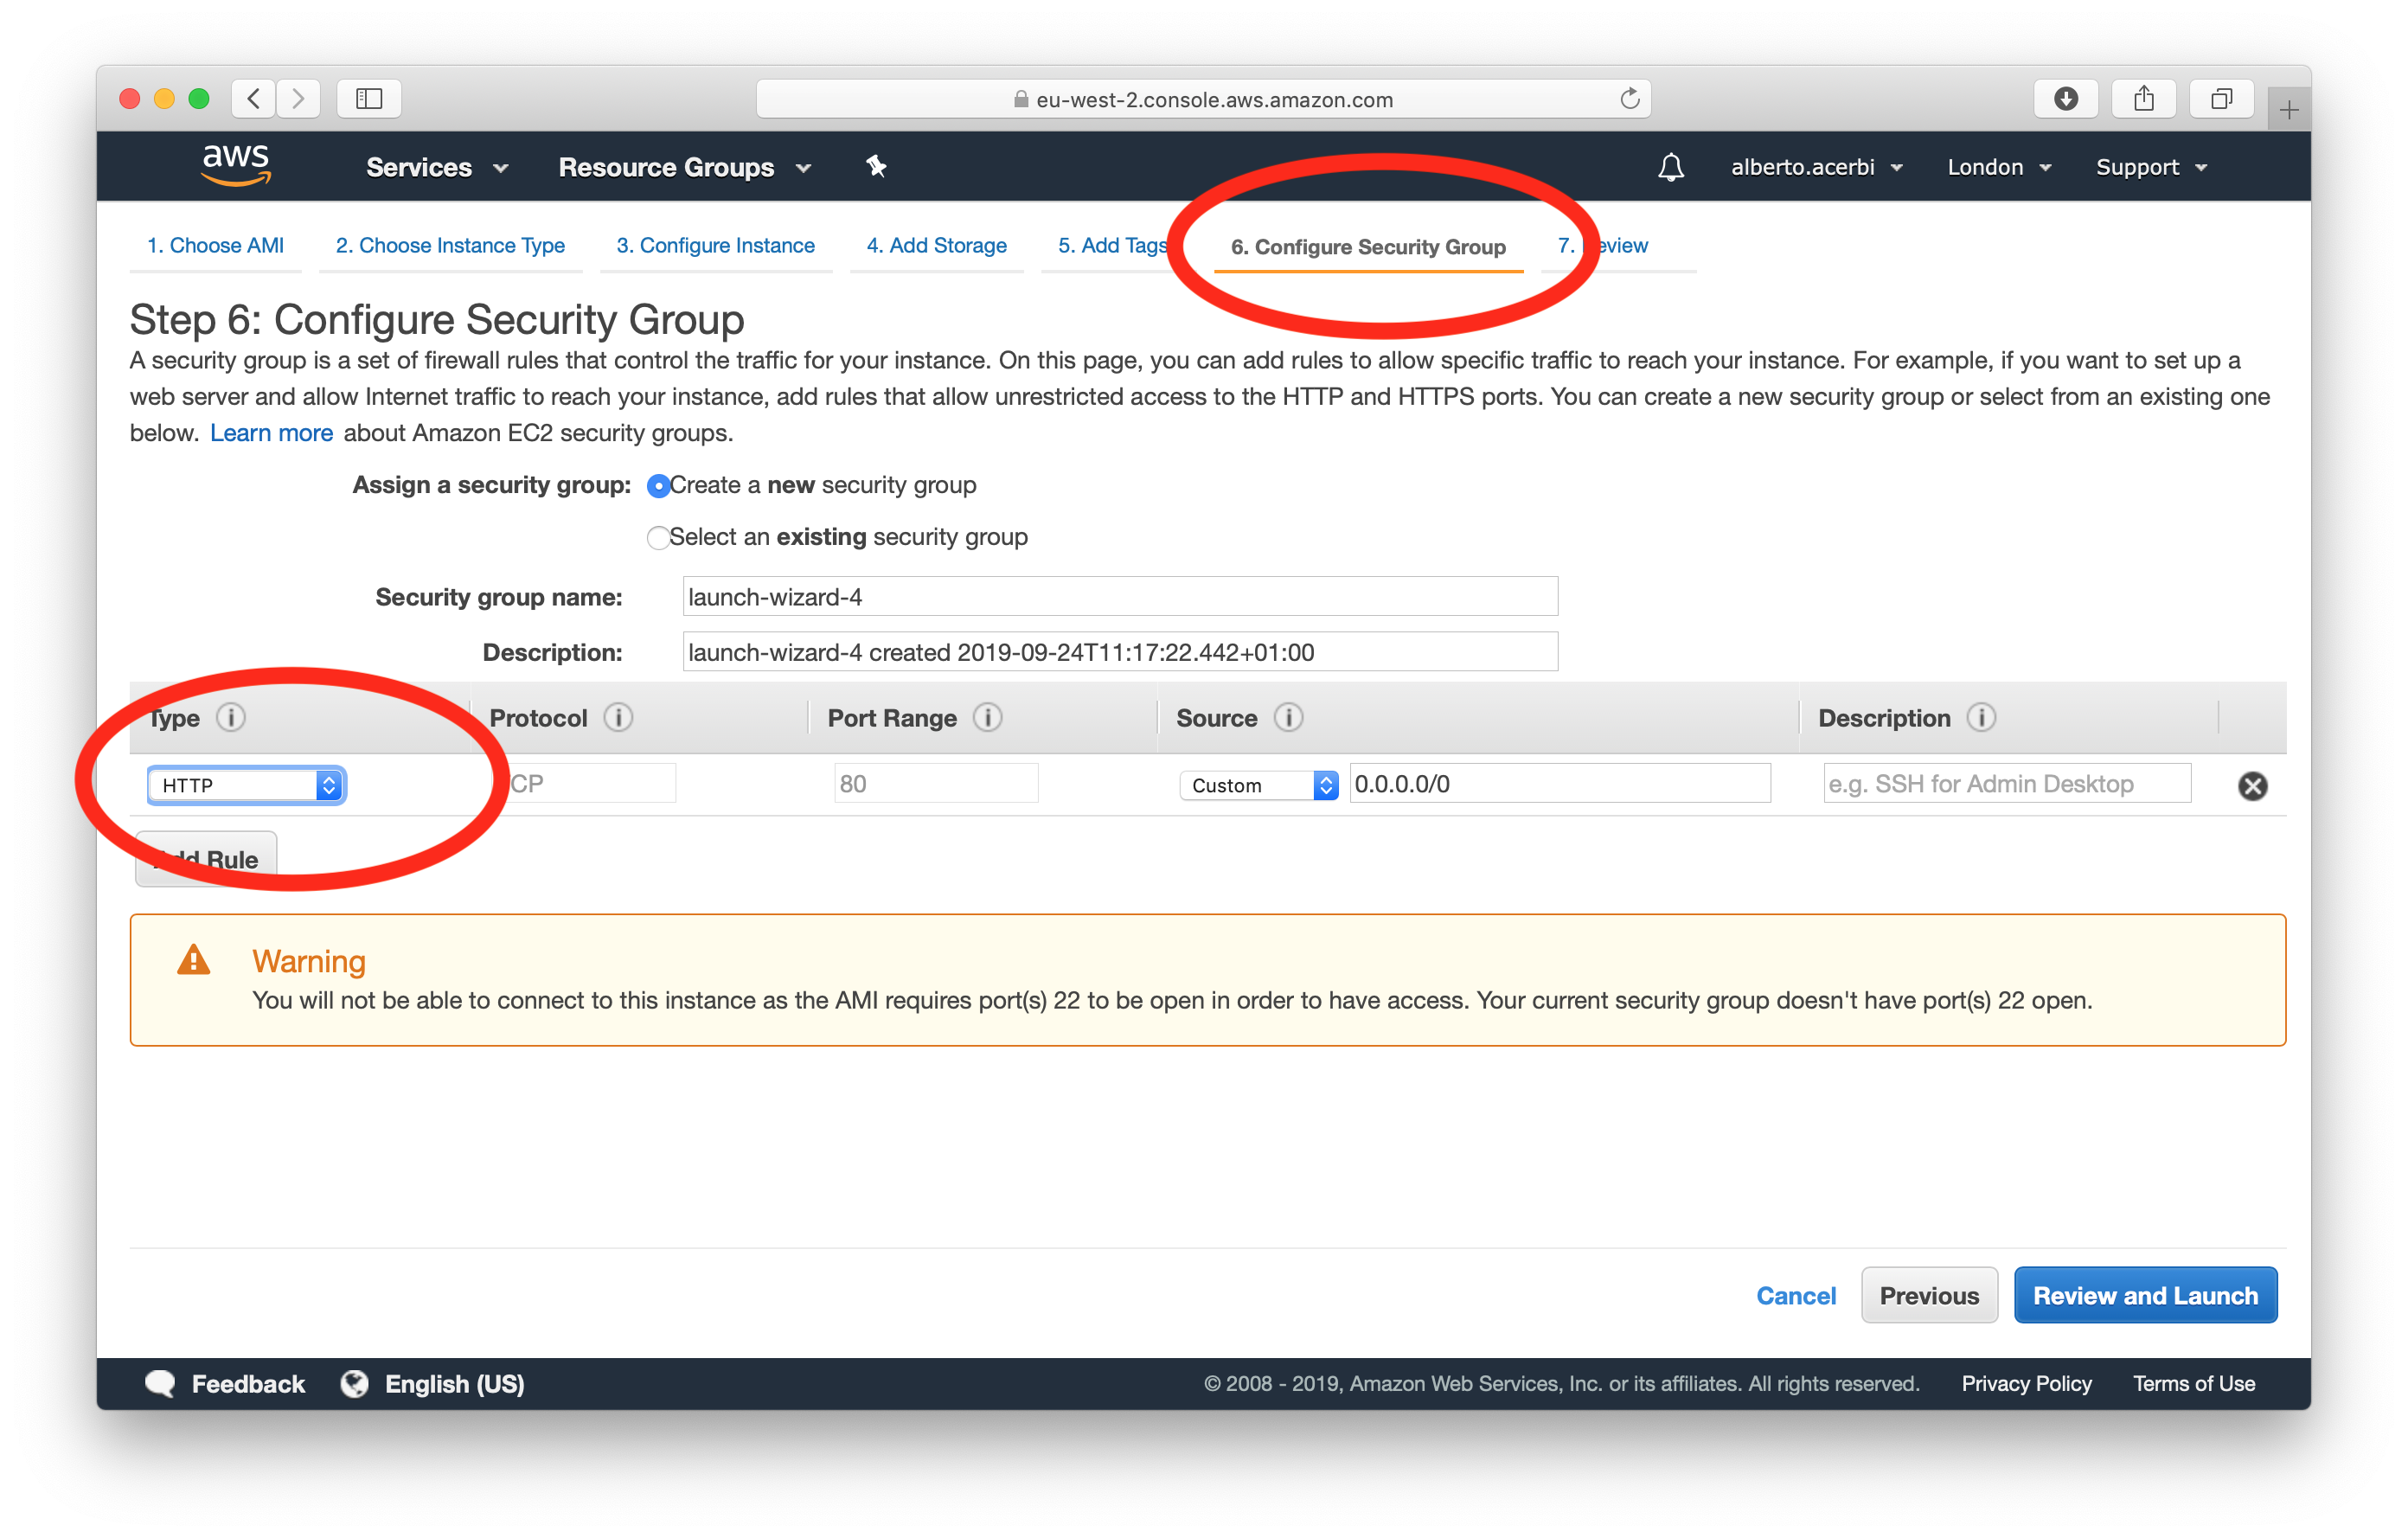 eu-west-2.console.aws.amazon.com
aws Services Resource Groups alberto.acerbi London Support
1. Choose AMI 2. Choose Instance Type 3. Configure Instance 4. Add Storage 5. Add Tags 6. Configure Security Group 7. Review
Step 6: Configure Security Group
A security group is a set of firewall rules that control the traffic for your instance. On this page, you can add rules to allow specific traffic to reach your instance. For example, if you want to set up a
web server and allow Internet traffic to reach your instance, add rules that allow unrestricted access to the HTTP and HTTPS ports. You can create a new security group or select from an existing one
below. Learn more about Amazon EC2 security groups.
Assign a security group: Create a new security group
Select an existing security group
Security group name: launch-wizard-4
Description: launch-wizard-4 created 2019-09-24T11:17:22.442+01:00
Type Protocol Port Range Source Description
HTTP TCP 80 Custom 0.0.0.0/0 e.g. SSH for Admin Desktop
Add Rule
Warning
You will not be able to connect to this instance as the AMI requires port(s) 22 to be open in order to have access. Your current security group doesn't have port(s) 22 open.
Cancel Previous Review and Launch
Feedback English (US) © 2008 - 2019, Amazon Web Services, Inc. or its affiliates. All rights reserved. Privacy Policy Terms of Use